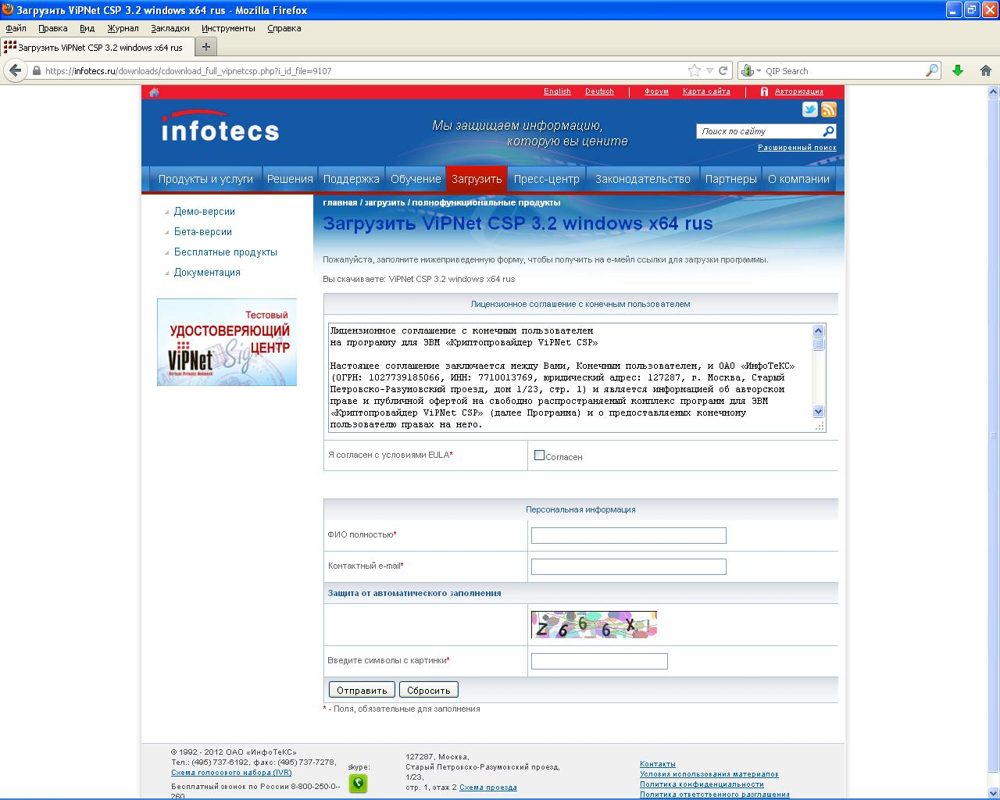 Загрузить ViPNet CSP 3.2 windows x64 rus - Mozilla Firefox
Файл Правка Вид Журнал Закладки Инструменты Справка
Загрузить ViPNet CSP 3.2 windows x64 rus
https://infotecs.ru/downloads/cdownload_full_vipnetcsp.php?i_id_file=9107
QIP Search
English Deutsch | Форум Карта сайта | Авторизация
infotecs
Мы защищаем информацию,
которую вы цените
Поиск по сайту
Расширенный поиск
Продукты и услуги Решения Поддержка Обучение Загрузить Пресс-центр Законодательство Партнеры О компании
Демо-версии
Бета-версии
Бесплатные продукты
Документация
Тестовый
УДОСТОВЕРЯЮЩИЙ
ЦЕНТР
ViPNet
Virtual Private Network
Sign
главная / загрузить / полнофункциональные продукты
Загрузить ViPNet CSP 3.2 windows x64 rus
Пожалуйста, заполните нижеприведенную форму, чтобы получить на е-мейл ссылки для загрузки программы.
Вы скачиваете: ViPNet CSP 3.2 windows x64 rus
Лицензионное соглашение с конечным пользователем
Лицензионное соглашение с конечным пользователем
на программу для ЭВМ «Криптопровайдер ViPNet CSP»
Настоящее соглашение заключается между Вами, Конечным пользователем, и ОАО «ИнфоТеКС»
(ОГРН: 1027739185066, ИНН: 7710013769, юридический адрес: 127287, г. Москва, Старый
Петровско-Разумовский проезд, дом 1/23, стр. 1) и является информацией об авторском
праве и публичной офертой на свободно распространяемый комплекс программ для ЭВМ
«Криптопровайдер ViPNet CSP» (далее Программа) и о предоставляемых конечному
пользователю правах на него.
Я согласен с условиями EULA*
Согласен
Персональная информация
ФИО полностью*
Контактный e-mail*
Защита от автоматического заполнения
Z 6 6 6 X
Введите символы с картинки*
Отправить Сбросить
* - Поля, обязательные для заполнения
© 1992 - 2012 ОАО «ИнфоТеКС»
Тел.: (495) 737-6192, факс: (495) 737-7278,
Схема голосового набора (IVR)
Бесплатный звонок по России 8-800-250-0-
260
skype:
127287, Москва,
Старый Петровско-Разумовский проезд,
1/23,
стр. 1, этаж 2 Схема проезда
Контакты
Условия использования материалов
Политика конфиденциальности
Политика ответственного разглашения